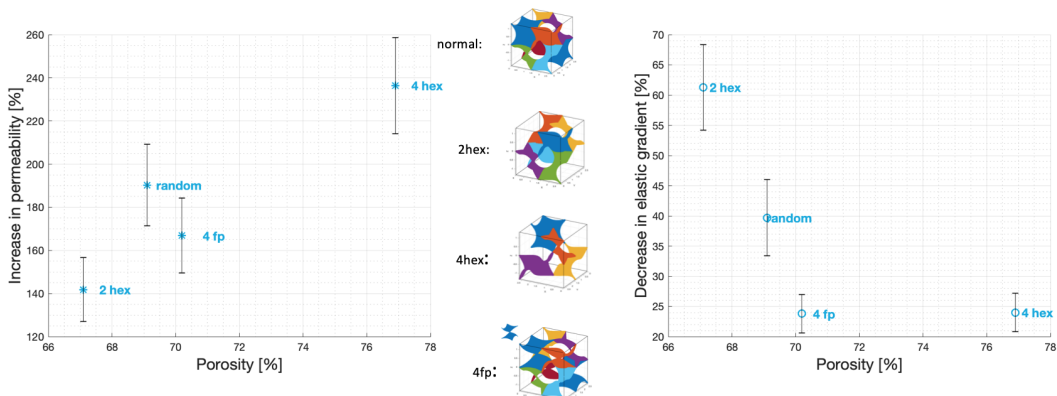 260
240
220
200
180
160
140
120
66
68
70
72
74
76
78
Increase in permeability [%]
Porosity [%]
4 hex
random
4 fp
2 hex
normal:
2hex:
4hex:
4fp:
70
65
60
55
50
45
40
35
30
25
20
66
68
70
72
74
76
78
Decrease in elastic gradient [%]
Porosity [%]
2 hex
random
4 fp
4 hex